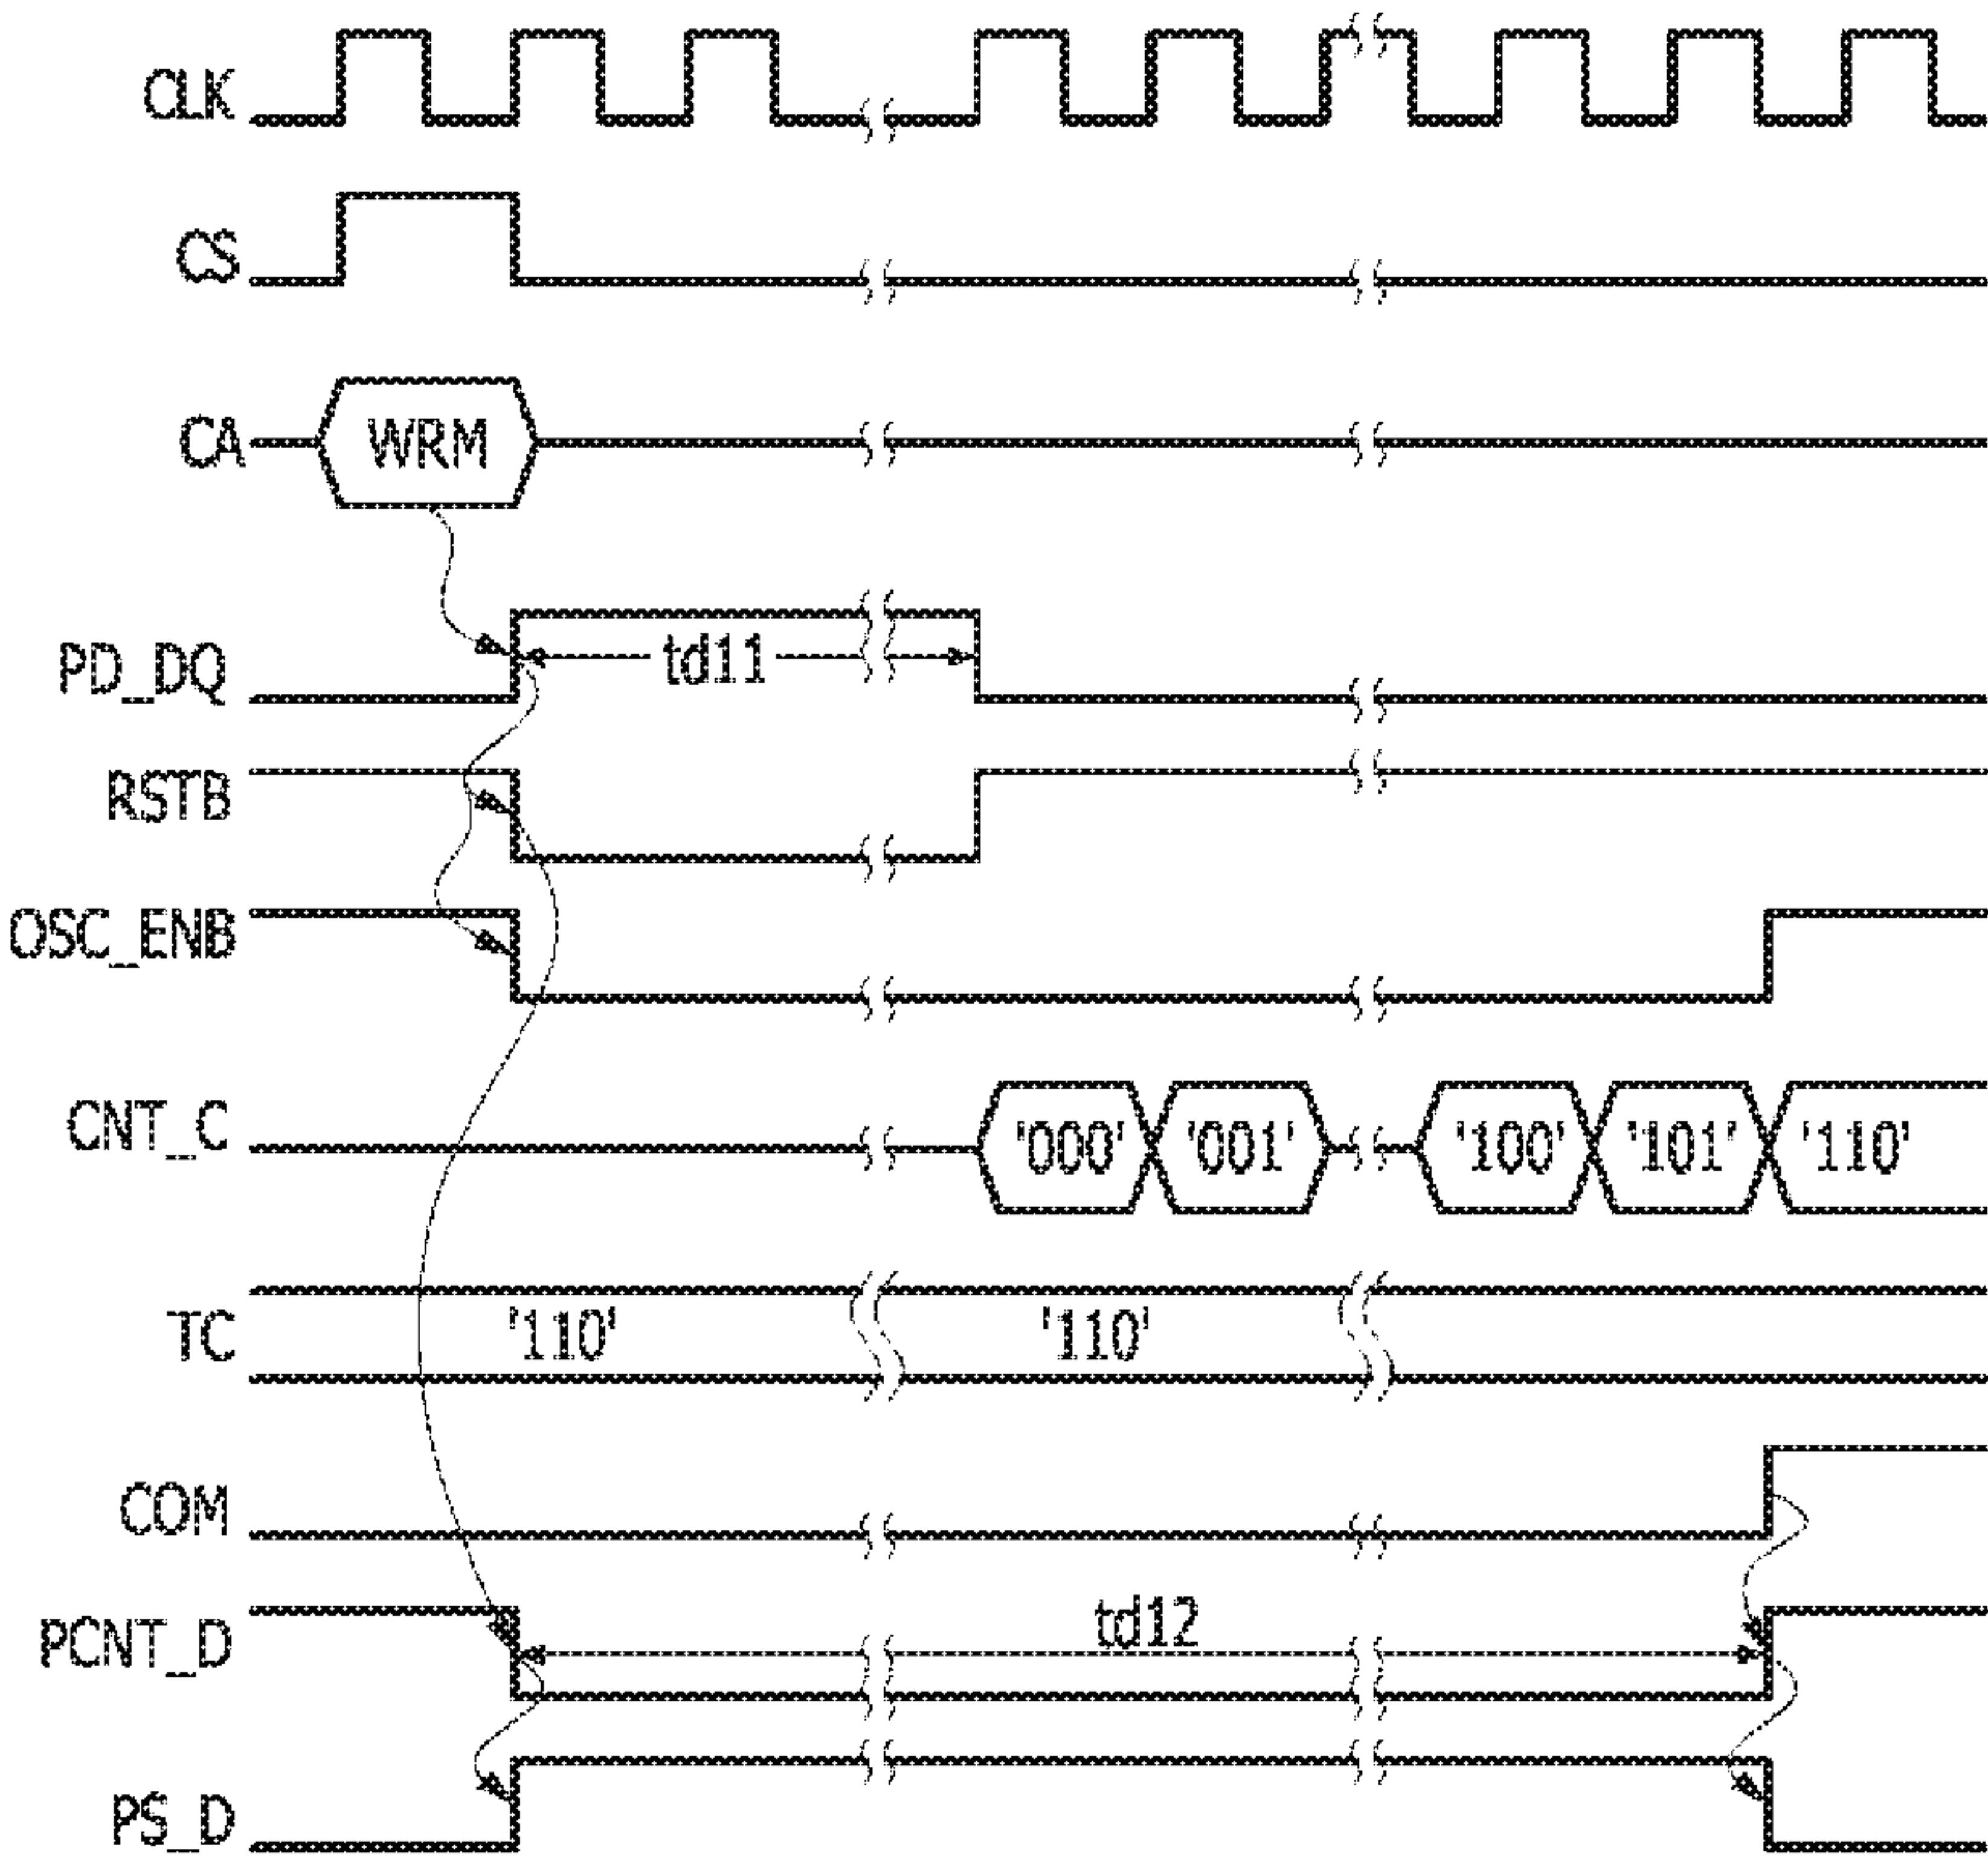 CLK
CS
CA WRM
PD_DQ td11
RSTB
OSC_ENB
CNT_C '000' '001' '100' '101' '110'
TC '110' '110'
COM
PCNT_D td12
PS_D